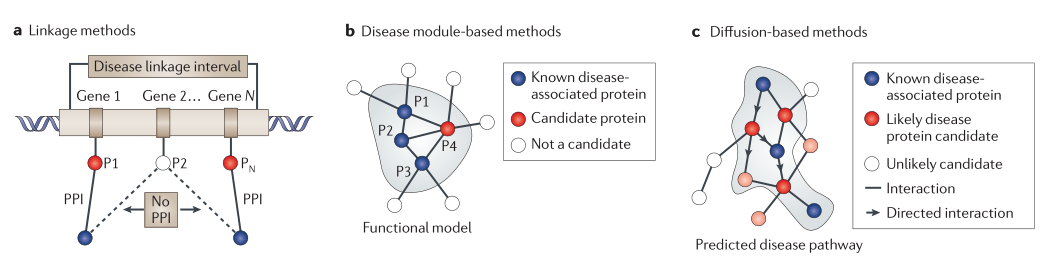 a Linkage methods
Disease linkage interval
Gene 1 Gene 2... Gene N
P1 P2 PN
PPI No PPI
PPI
b Disease module-based methods
P1
P2
P4
P3
Functional model
Known disease-
associated protein
Candidate protein
Not a candidate
c Diffusion-based methods
Predicted disease pathway
Known disease-
associated protein
Likely disease
protein candidate
Unlikely candidate
Interaction
Directed interaction